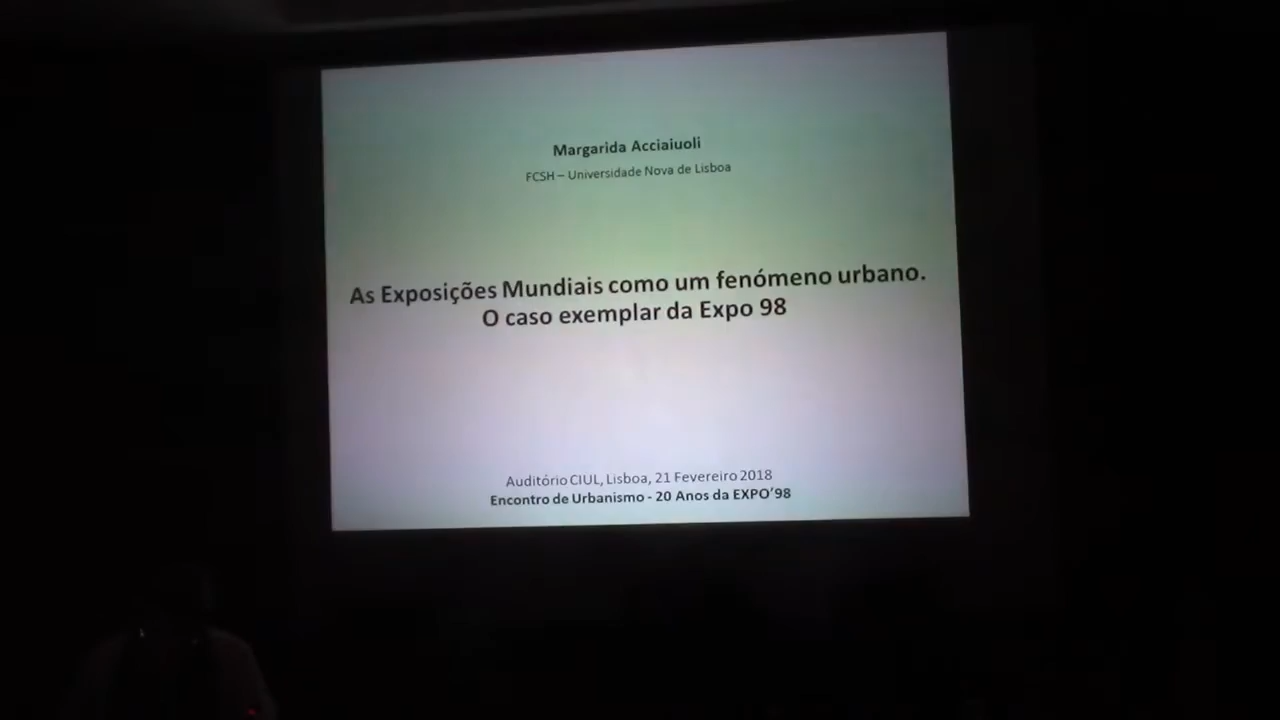 Margarida Acciaiuoli
FCSH – Universidade Nova de Lisboa
As Exposições Mundiais como um fenómeno urbano.
O caso exemplar da Expo 98
Auditório CIUL, Lisboa, 21 Fevereiro 2018
Encontro de Urbanismo - 20 Anos da EXPO'98